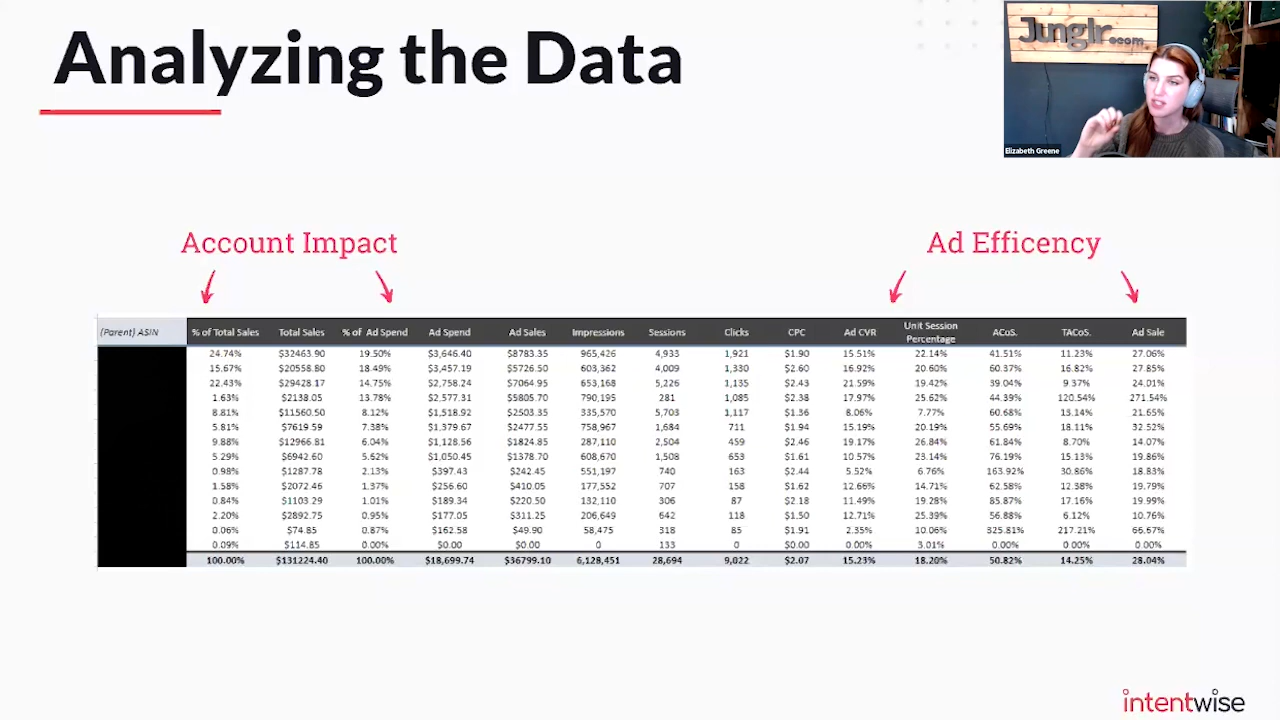 Analyzing the Data
Junglr.com
Elizabeth Greene
Account Impact
Ad Efficency
(Parent) ASIN % of Total Sales Total Sales % of Ad Spend Ad Spend Ad Sales Impressions Sessions Clicks CPC Ad CVR Unit Session Percentage ACoS. TACoS. Ad Sale
24.74% $32463.90 19.50% $3,646.40 $8783.35 965,426 4,933 1,921 $1.90 15.51% 22.14% 41.51% 11.23% 27.06%
15.67% $20558.80 18.49% $3,457.19 $5726.50 603,362 4,009 1,330 $2.60 16.92% 20.60% 60.37% 16.82% 27.85%
22.43% $29428.17 14.75% $2,758.24 $7064.95 653,168 5,226 1,135 $2.43 21.59% 19.42% 39.04% 9.37% 24.01%
1.63% $2138.05 13.78% $2,577.31 $5805.70 790,195 281 1,085 $2.38 17.97% 25.62% 44.39% 120.54% 271.54%
8.81% $11560.50 8.12% $1,518.92 $2503.35 335,570 5,703 1,117 $1.36 8.06% 7.77% 60.68% 13.14% 21.65%
5.81% $7619.59 7.38% $1,379.67 $2477.55 758,967 1,684 711 $1.94 15.19% 20.19% 55.69% 18.11% 32.52%
9.88% $12966.81 6.04% $1,128.56 $1824.85 287,110 2,504 459 $2.46 19.17% 26.84% 61.84% 8.70% 14.07%
5.29% $6942.60 5.62% $1,050.45 $1378.70 608,670 1,508 653 $1.61 10.57% 23.14% 76.19% 15.13% 19.86%
0.98% $1287.78 2.13% $397.43 $242.45 551,197 740 163 $2.44 5.52% 6.76% 163.92% 30.86% 18.83%
1.58% $2072.46 1.37% $256.60 $410.05 177,552 707 158 $1.62 12.66% 14.71% 62.58% 12.38% 19.79%
0.84% $1103.29 1.01% $189.34 $220.50 132,110 306 87 $2.18 11.49% 19.28% 85.87% 17.16% 19.99%
2.20% $2892.75 0.95% $177.05 $311.25 206,649 642 118 $1.50 12.71% 25.39% 56.88% 6.12% 10.76%
0.06% $74.85 0.87% $162.58 $49.90 58,475 318 85 $1.91 2.35% 10.06% 325.81% 217.21% 66.67%
0.09% $114.85 0.00% $0.00 $0.00 0 133 0 $0.00 0.00% 3.01% 0.00% 0.00% 0.00%
100.00% $131224.40 100.00% $18,699.74 $36799.10 6,128,451 28,694 9,022 $2.07 15.23% 18.20% 50.82% 14.25% 28.04%
intentwise